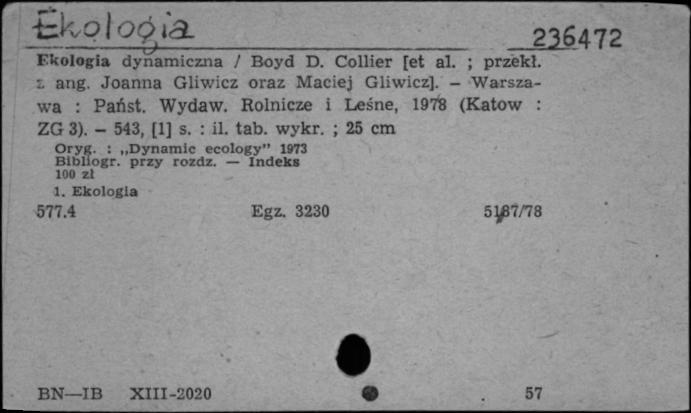 Ekologia
236472
Ekologia dynamiczna / Boyd D. Collier [et al. ; przekł.
z ang. Joanna Gliwicz oraz Maciej Gliwicz]. — Warsza-
wa : Państ. Wydaw. Rolnicze i Leśne, 1978 (Katow :
ZG 3). — 543, [1] s. : il. tab. wykr. ; 25 cm
Oryg. : „Dynamic ecology” 1973
Bibliogr. przy rozdz. — Indeks
100 zł
1. Ekologia
577.4 Egz. 3230 5187/78
BN—IB XIII-2020 57